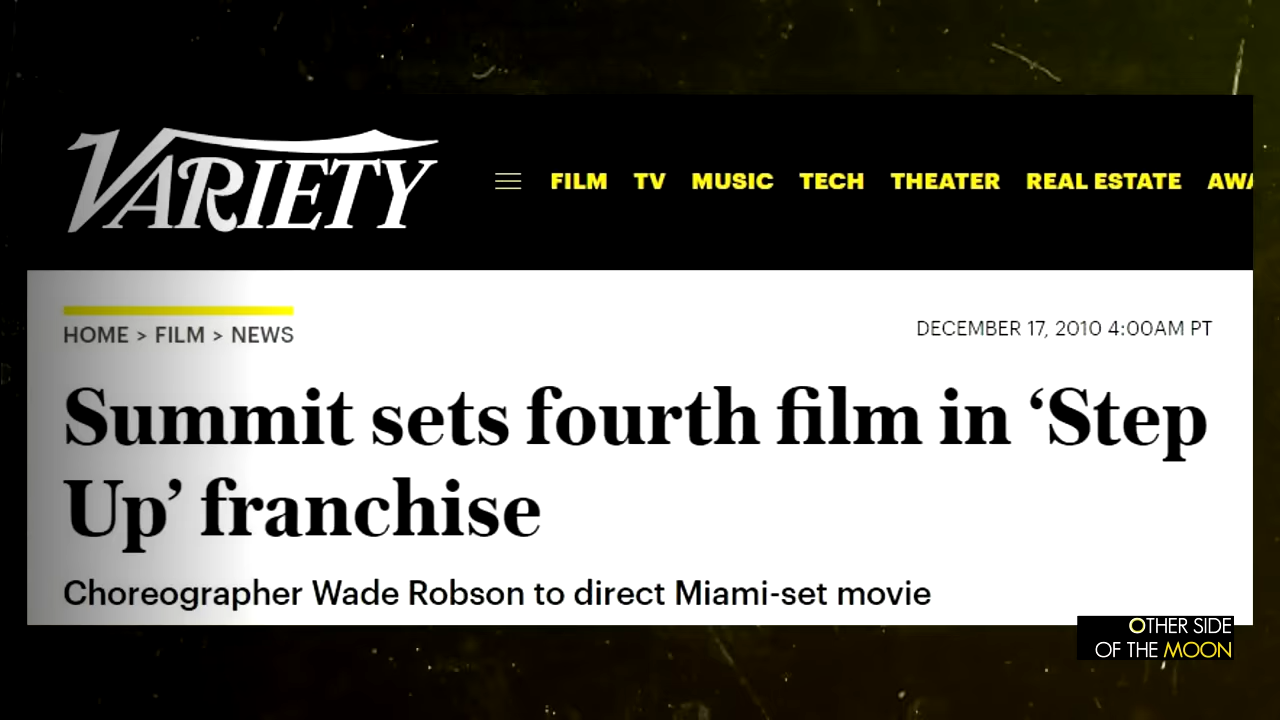 VARIETY
FILM TV MUSIC TECH THEATER REAL ESTATE AWA
HOME > FILM > NEWS
DECEMBER 17, 2010 4:00AM PT
Summit sets fourth film in ‘Step
Up’ franchise
Choreographer Wade Robson to direct Miami-set movie
OTHER SIDE
OF THE MOON